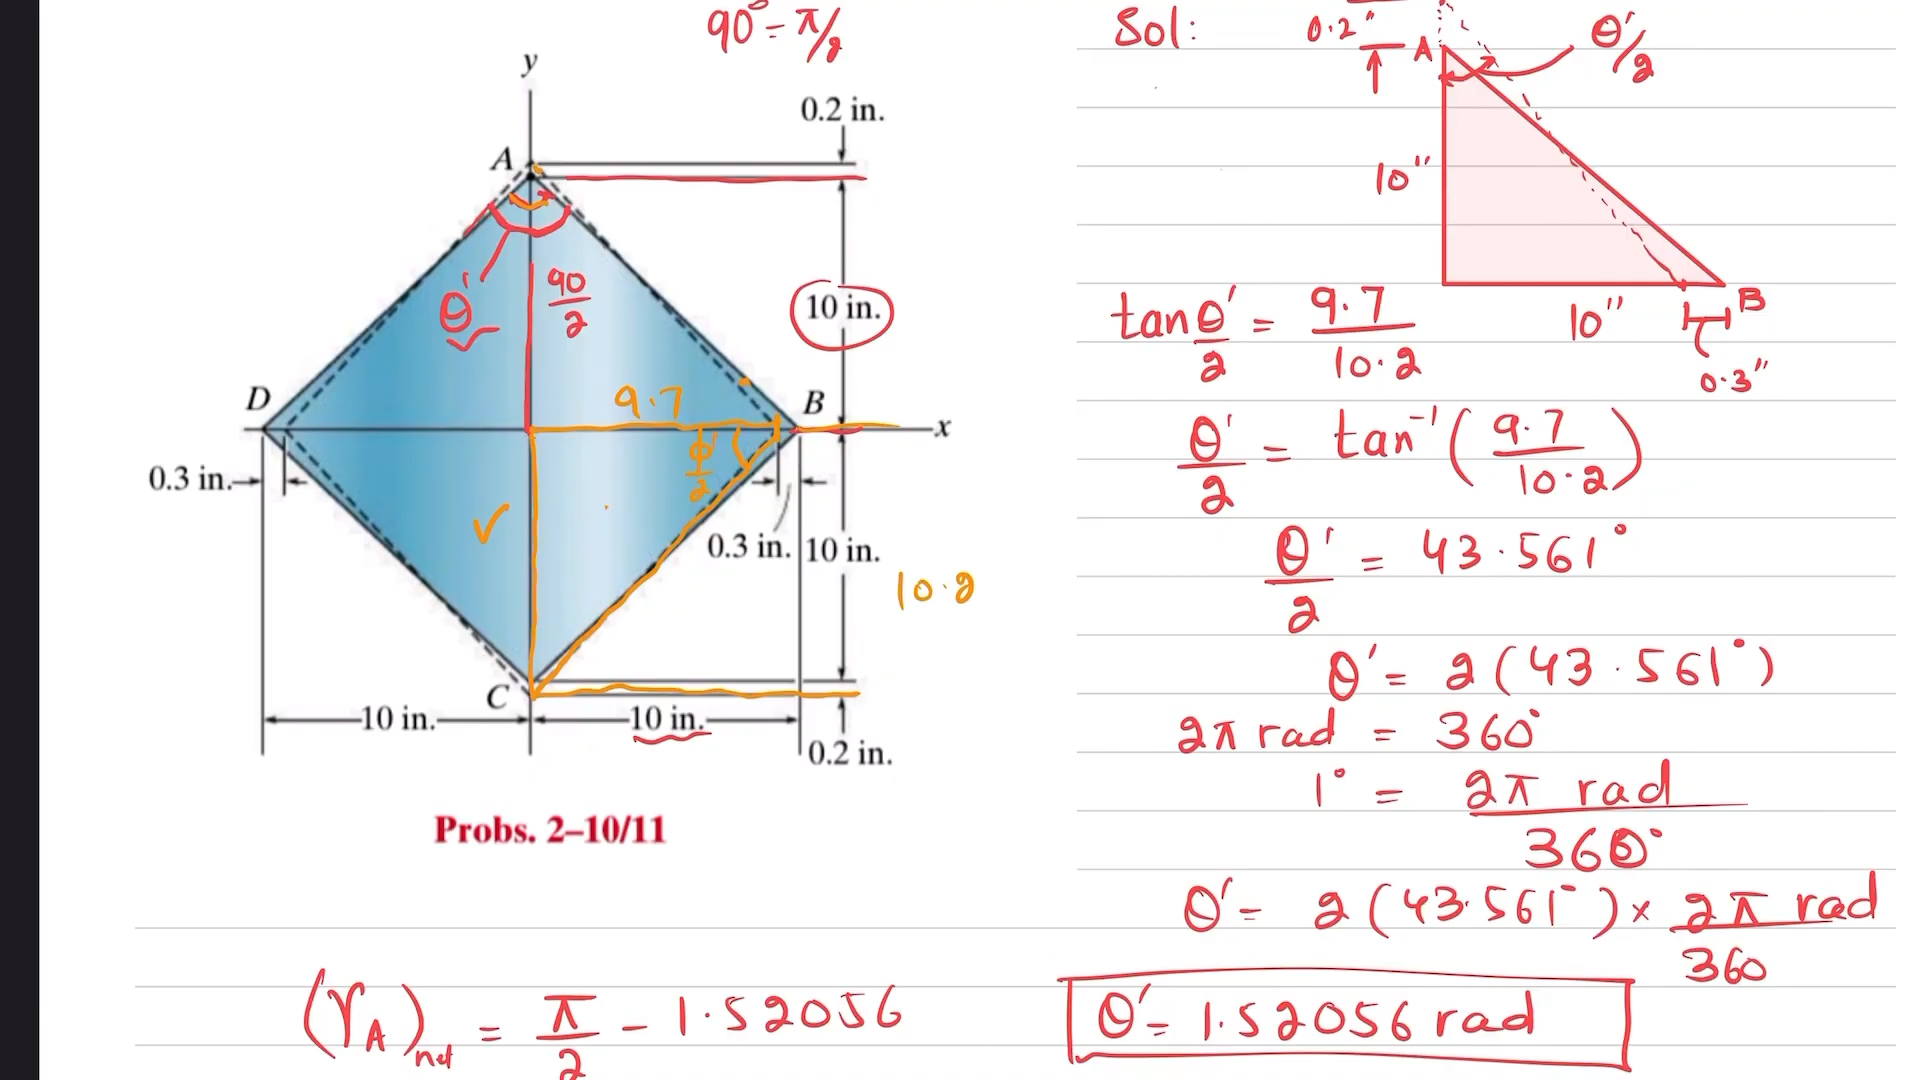 90° = π/2
y
0.2 in.
A
θ'
90/2
10 in.
D
9.7
B
x
0.3 in.
ϕ'/2
✓
0.3 in.
10 in.
10.2
C
10 in.
10 in.
0.2 in.
Probs. 2–10/11
(γA)net = π/2 - 1.52056
Sol:
0.2"
A
θ'/2
10"
10"
B
0.3"
tan θ'/2 = 9.7/10.2
θ'/2 = tan⁻¹(9.7/10.2)
θ'/2 = 43.561°
θ' = 2(43.561°)
2π rad = 360°
1° = 2π rad/360°
θ' = 2(43.561°) × 2π rad/360
θ' = 1.52056 rad